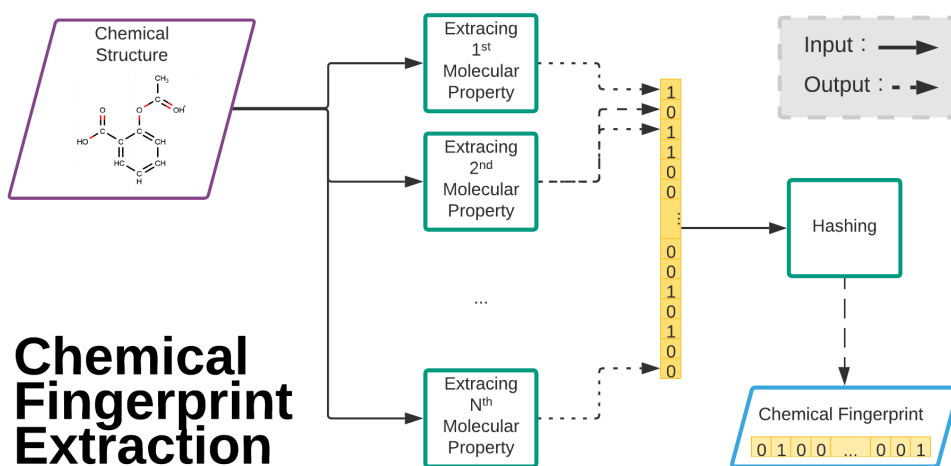 Chemical
Structure
CH3
O
O
C
OH
C
HO
C
C
CH
HC
CH
C
H
Extracing
1st
Molecular
Property
Extracing
2nd
Molecular
Property
...
Extracing
Nth
Molecular
Property
1
0
1
1
0
0
...
0
0
1
0
1
0
0
Input :
Output :
Hashing
Chemical Fingerprint
0 1 0 0 ... 0 0 1
Chemical
Fingerprint
Extraction